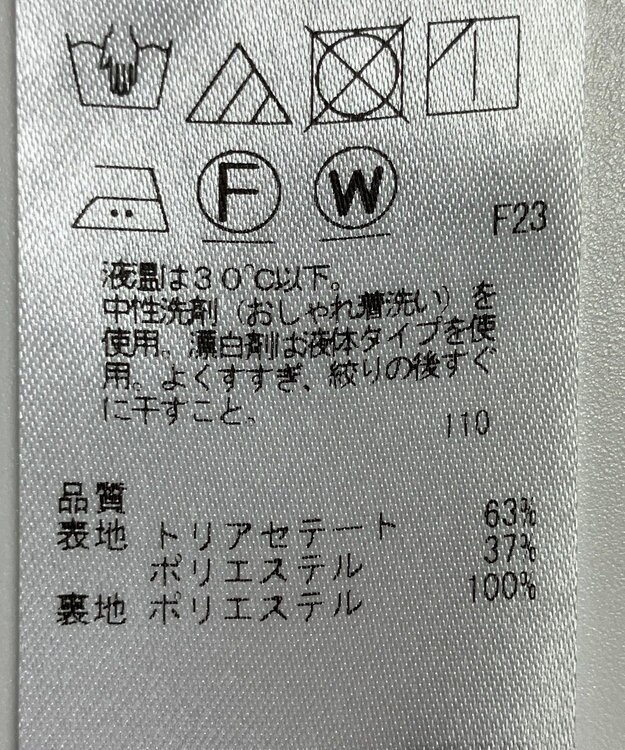 F W
F23
液温は30℃以下。
中性洗剤（おしゃれ着洗い）を
使用。漂白剤は液体タイプを使
用。よくすすぎ、絞りの後すぐ
に干すこと。
110
品質
表地 トリアセテート 63%
ポリエステル 37%
裏地 ポリエステル 100%